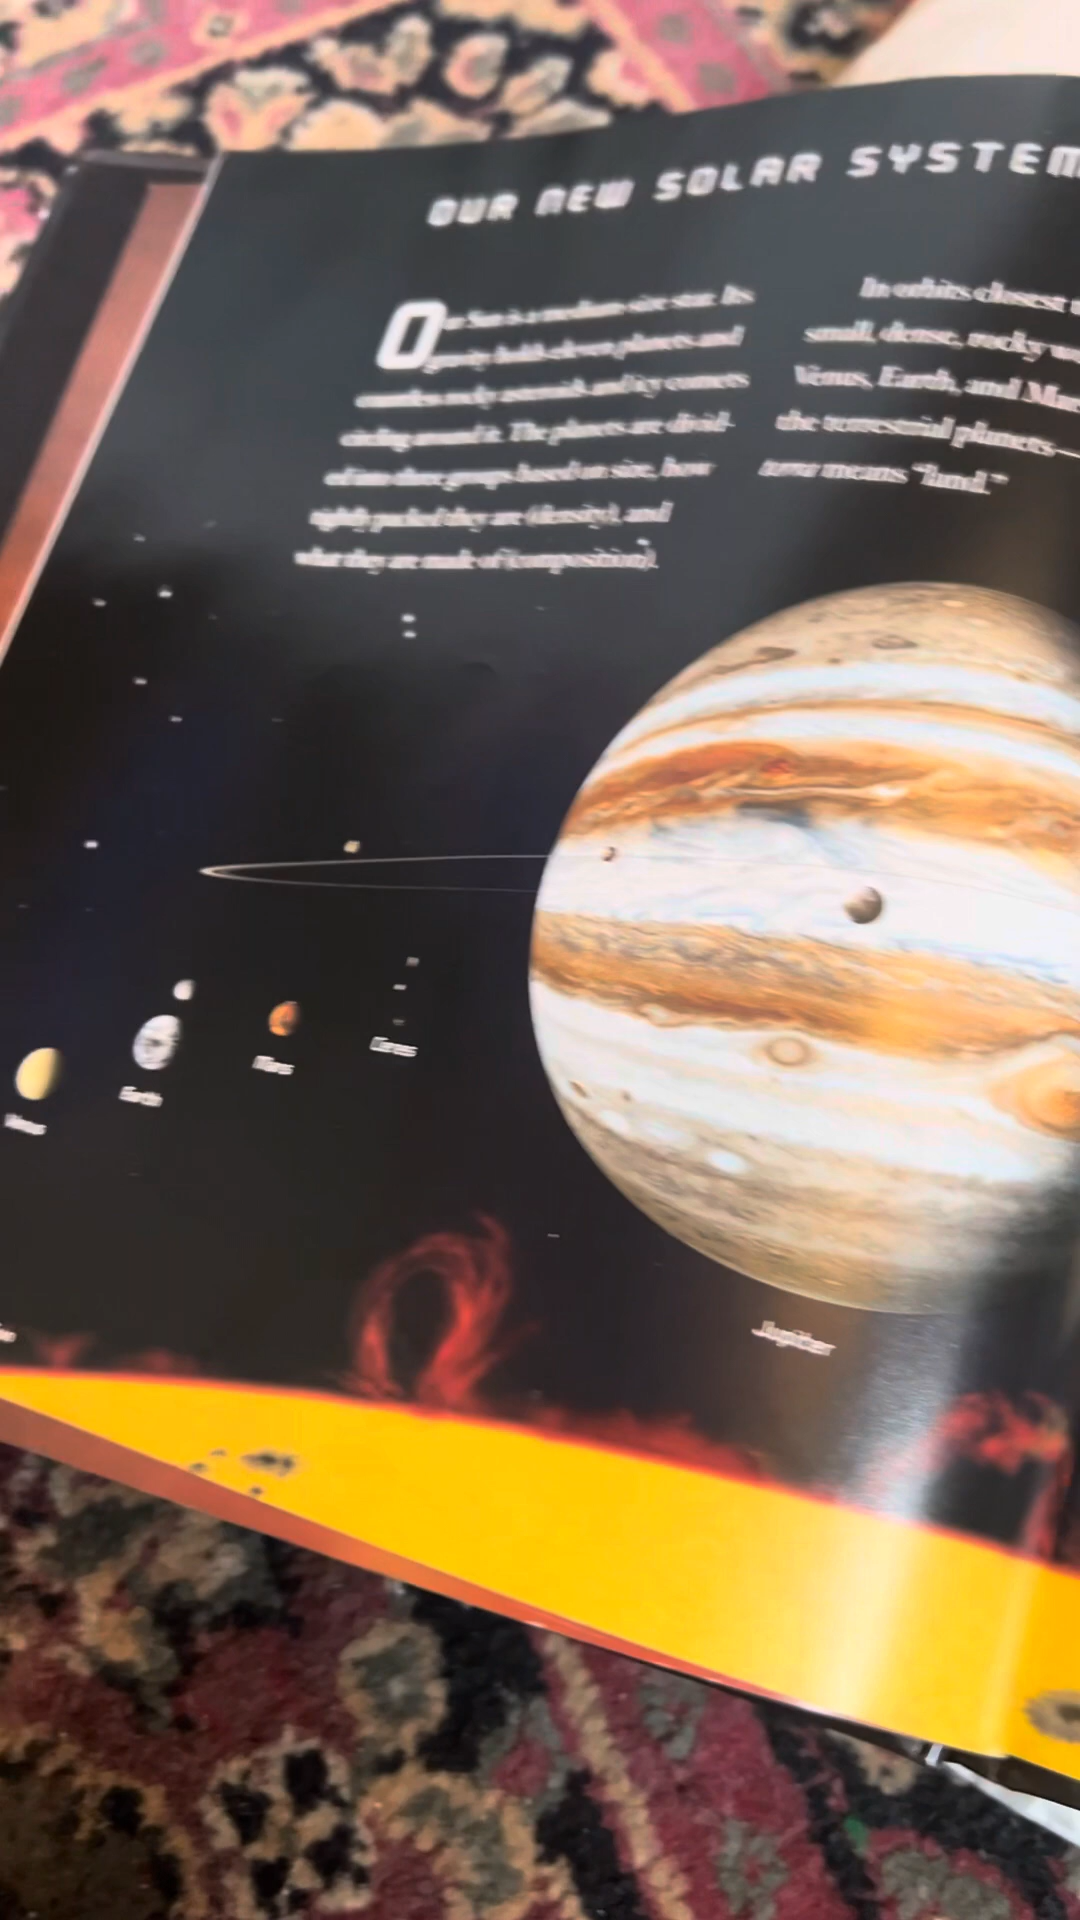 OUR NEW SOLAR SYSTEM
Our Sun is a medium size star. Its
gravity holds eleven planets and
countless rocky asteroids and icy comets
circling around it. The planets are divid-
ed into three groups based on size, how
tightly packed they are (density), and
what they are made of (composition).
In orbits closest
small, dense, rocky
Venus, Earth, and
the terrestrial planets—
terra means "land."
Venus
Earth
Mars
Ceres
Jupiter